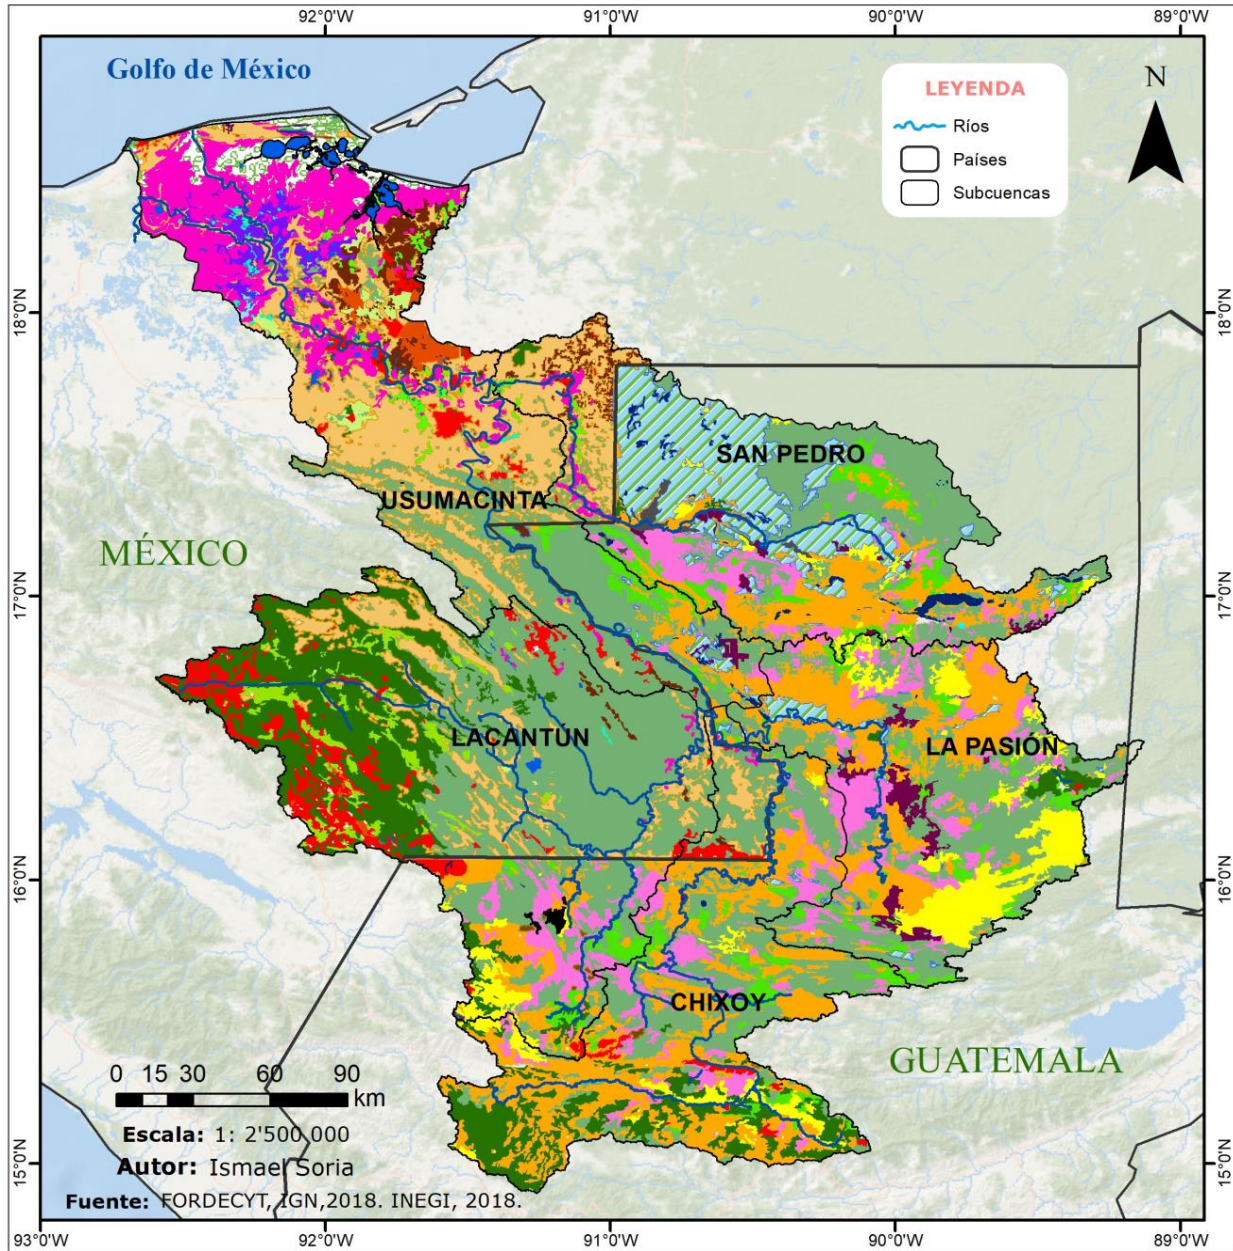 92°0'W 91°0'W 90°0'W 89°0'W
Golfo de México
LEYENDA
Ríos
Países
Subcuencas
N
18°0'N 18°0'N
SAN PEDRO
USUMACINTA
MÉXICO
17°0'N 17°0'N
LACANTÚN
LA PASIÓN
16°0'N 16°0'N
CHIXOY
GUATEMALA
0 15 30 60 90
km
Escala: 1: 2'500,000
Autor: Ismael Soria
15°0'N 15°0'N
Fuente: FORDECYT, IGN,2018. INEGI, 2018.
93°0'W 92°0'W 91°0'W 90°0'W 89°0'W